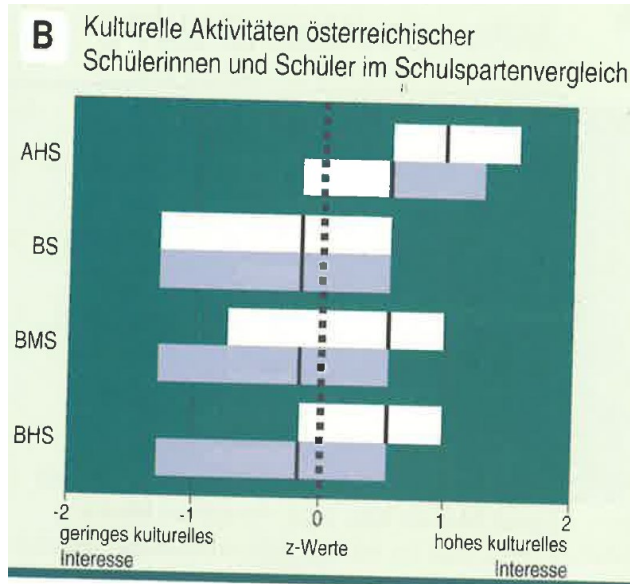 B
Kulturelle Aktivitäten österreichischer
Schülerinnen und Schüler im Schulspartenvergleich
AHS
BS
BMS
BHS
-2 -1 0 1 2
geringes kulturelles z-Werte hohes kulturelles
Interesse Interesse